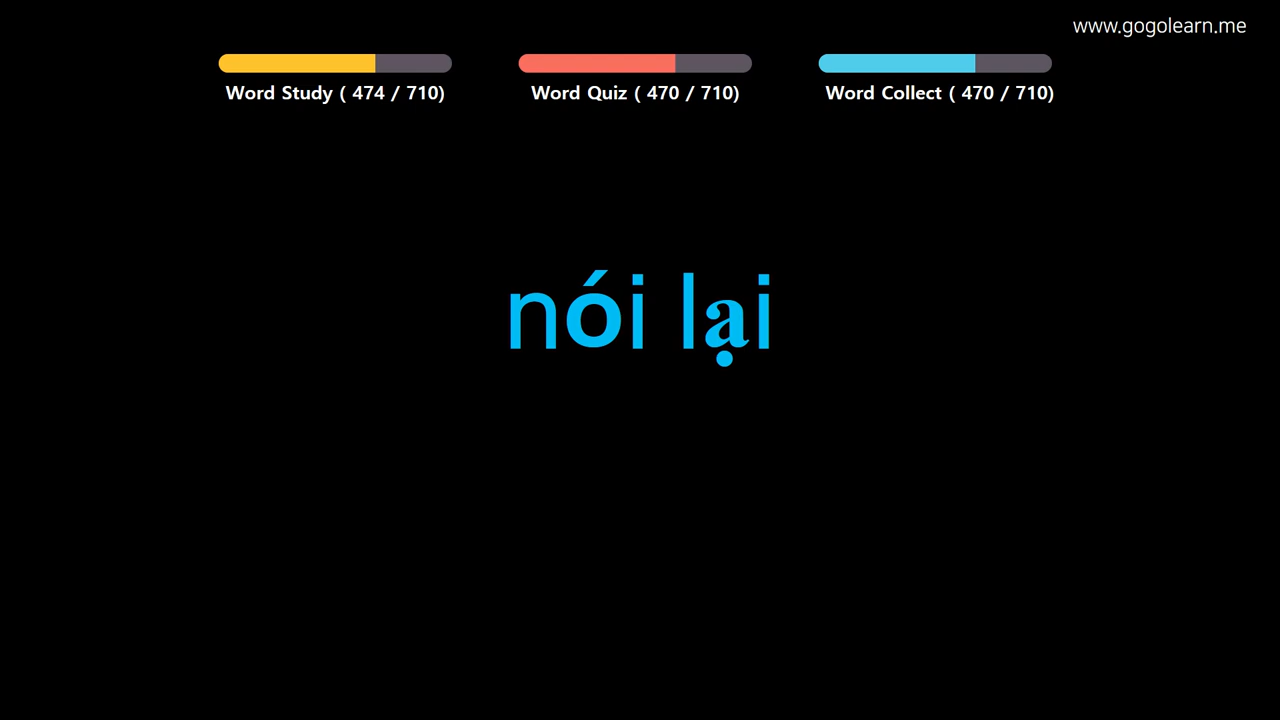 www.gogolearn.me
Word Study ( 474 / 710)
Word Quiz ( 470 / 710)
Word Collect ( 470 / 710)
nói lại